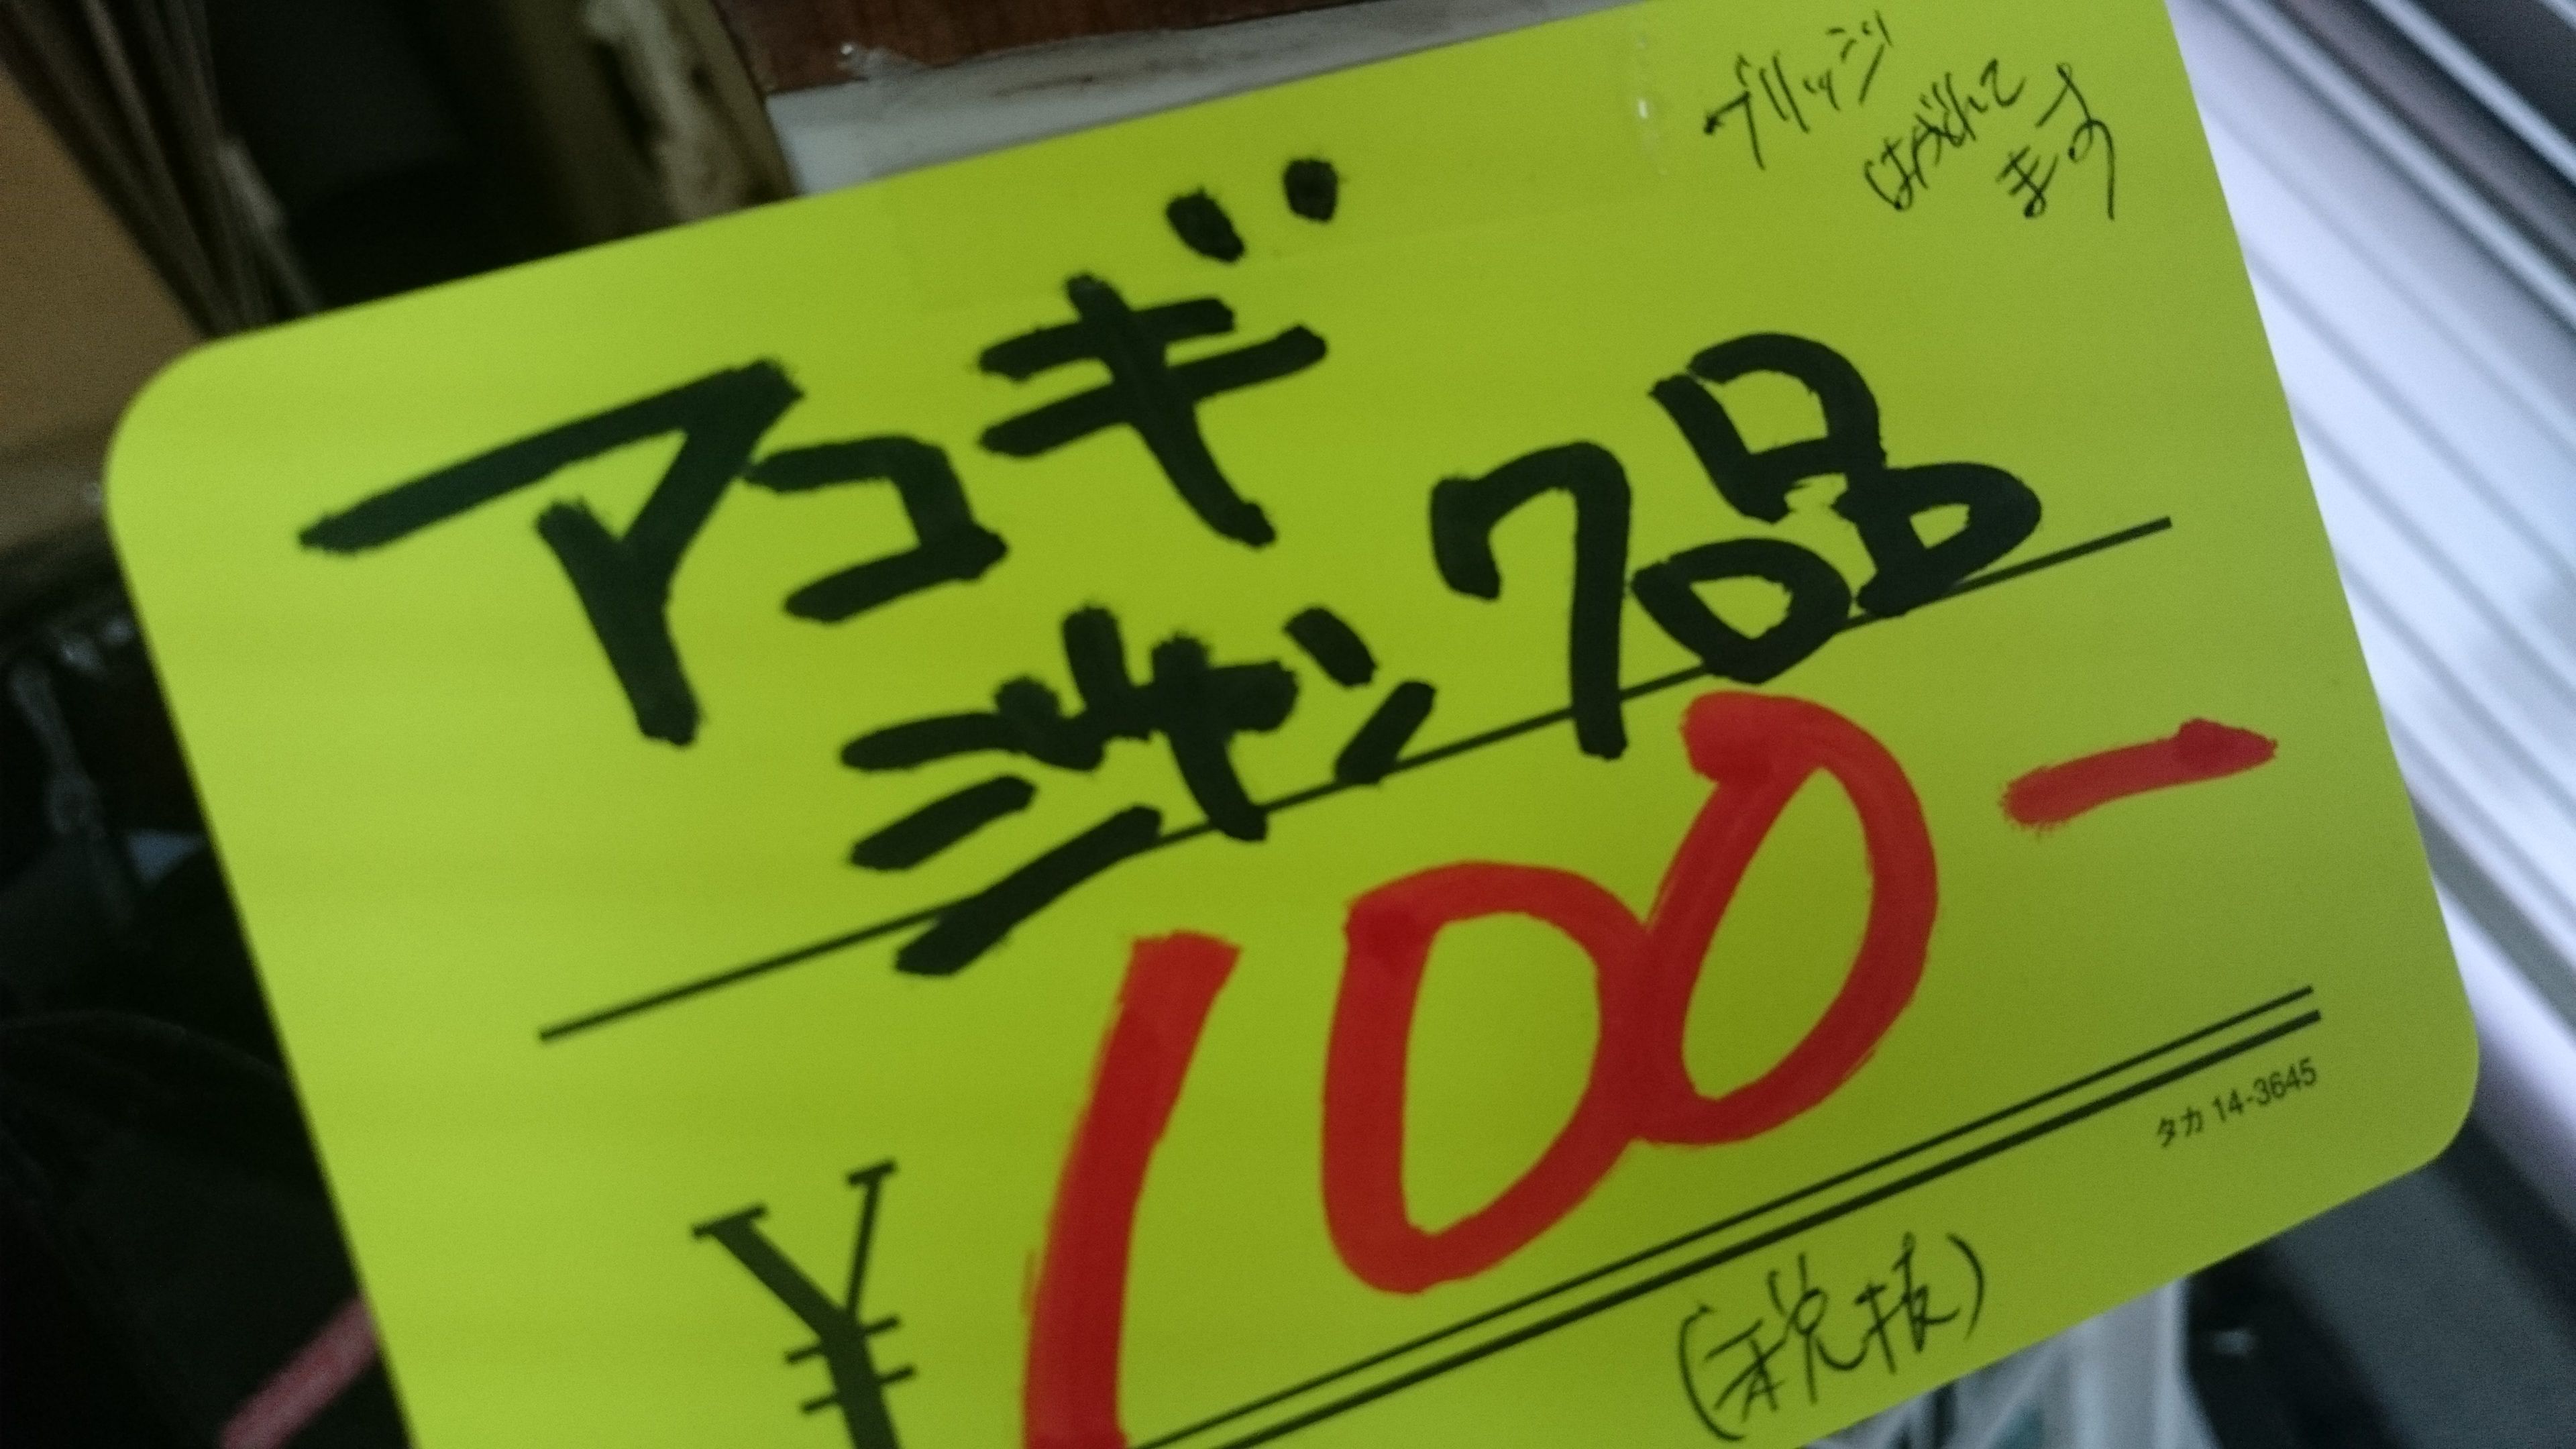 ブリッジ
はがれて
ます
アコギ
ジャンク品
¥100-
タカ 14-3645
(税抜)